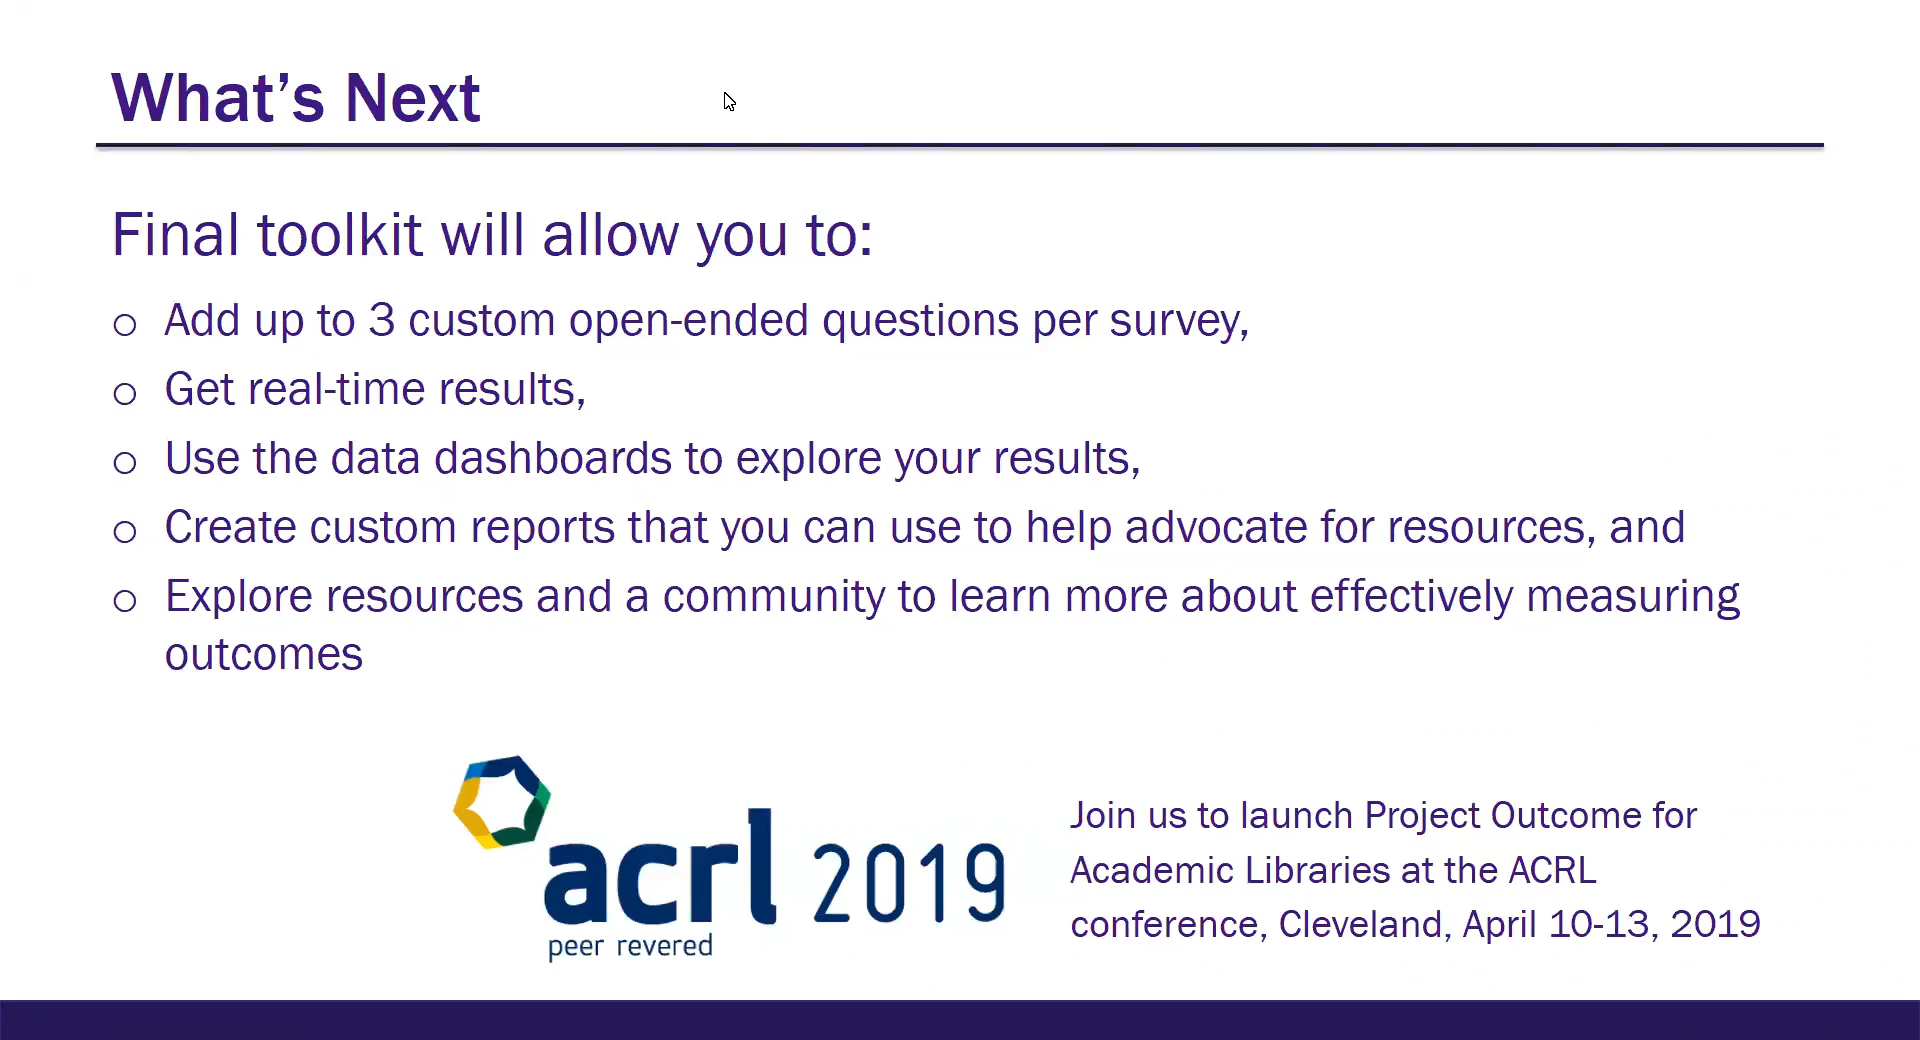 What's Next
Final toolkit will allow you to:
o Add up to 3 custom open-ended questions per survey,
o Get real-time results,
o Use the data dashboards to explore your results,
o Create custom reports that you can use to help advocate for resources, and
o Explore resources and a community to learn more about effectively measuring
outcomes
acrl 2019
peer revered
Join us to launch Project Outcome for
Academic Libraries at the ACRL
conference, Cleveland, April 10-13, 2019